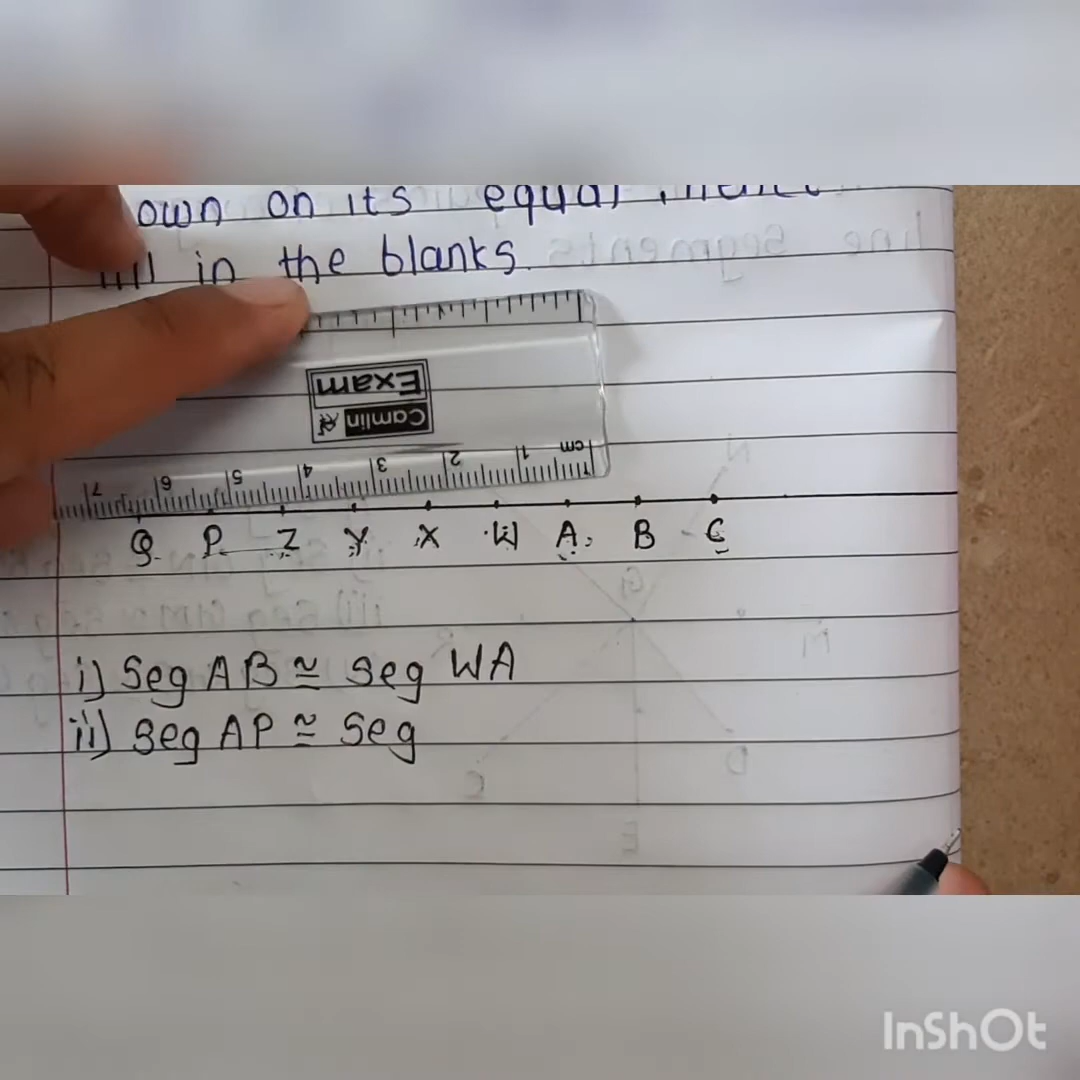 own on its equal
fill in the blanks.
Exam
Camlin
7 6 5 4 3 2 1 cm
Q P Z Y X W A B C
i) Seg AB ≅ seg WA
ii) seg AP ≅ Seg
InShOt